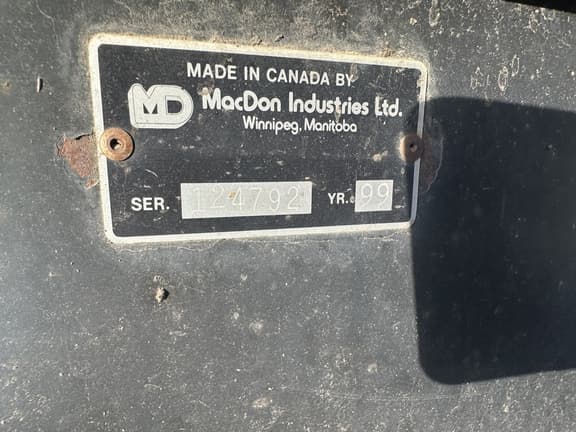 MADE IN CANADA BY
MD MacDon Industries Ltd.
Winnipeg, Manitoba
SER. 124792 YR. 99